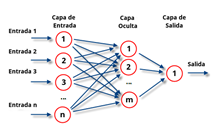 Capa de
Entrada
Capa
Oculta
Capa de
Salida
Entrada 1
1
Entrada 2
2
Entrada 3
3
...
Entrada n
n
1
2
...
m
1
Salida